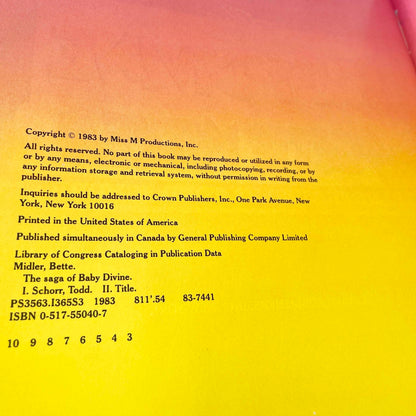 Copyright © 1983 by Miss M Productions, Inc.
All rights reserved. No part of this book may be reproduced or utilized in any form
or by any means, electronic or mechanical, including photocopying, recording, or by
any information storage and retrieval system, without permission in writing from the
publisher.
Inquiries should be addressed to Crown Publishers, Inc., One Park Avenue, New
York, New York 10016
Printed in the United States of America
Published simultaneously in Canada by General Publishing Company Limited
Library of Congress Cataloging in Publication Data
Midler, Bette.
The saga of Baby Divine.
I. Schorr, Todd. II. Title.
PS3563.I365S3 1983 811'.54 83-7441
ISBN 0-517-55040-7
10 9 8 7 6 5 4 3